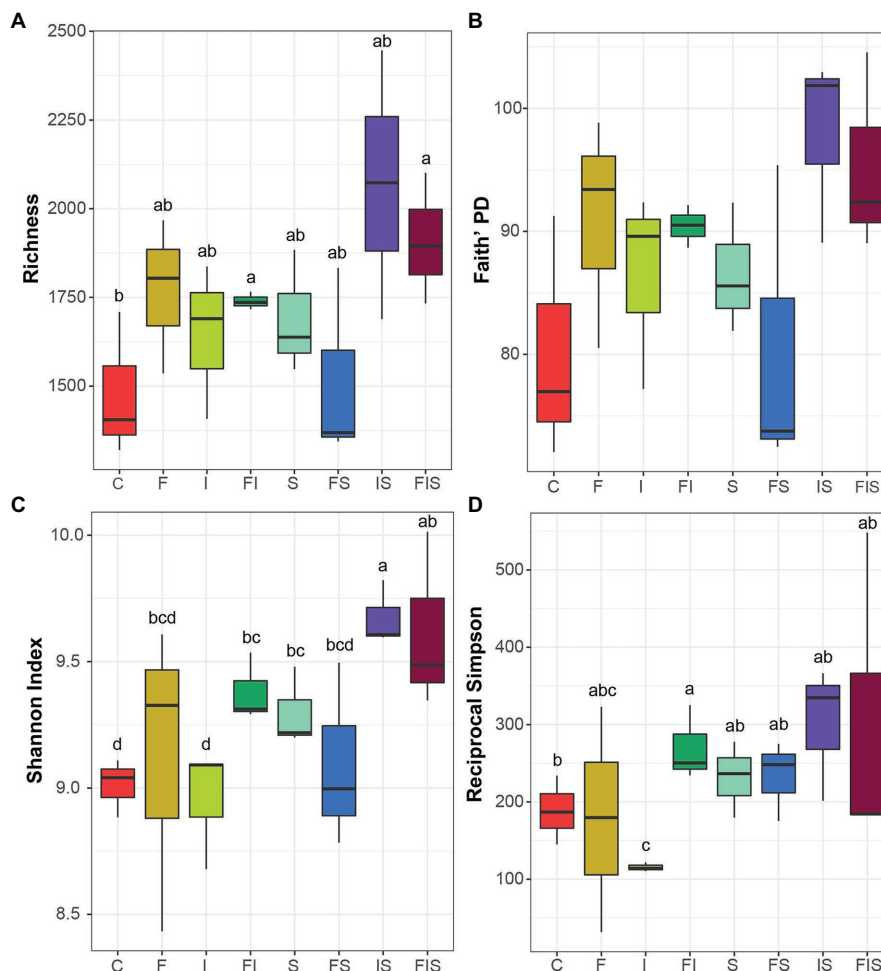 A
Richness
2500
2250
2000
1750
1500
b
ab
ab
a
ab
ab
ab
a
C F I FI S FS IS FIS
B
Faith' PD
100
90
80
C F I FI S FS IS FIS
C
Shannon Index
10.0
9.5
9.0
8.5
d
bcd
d
bc
bc
bcd
a
ab
C F I FI S FS IS FIS
D
Reciprocal Simpson
500
400
300
200
100
b
abc
c
a
ab
ab
ab
ab
C F I FI S FS IS FIS